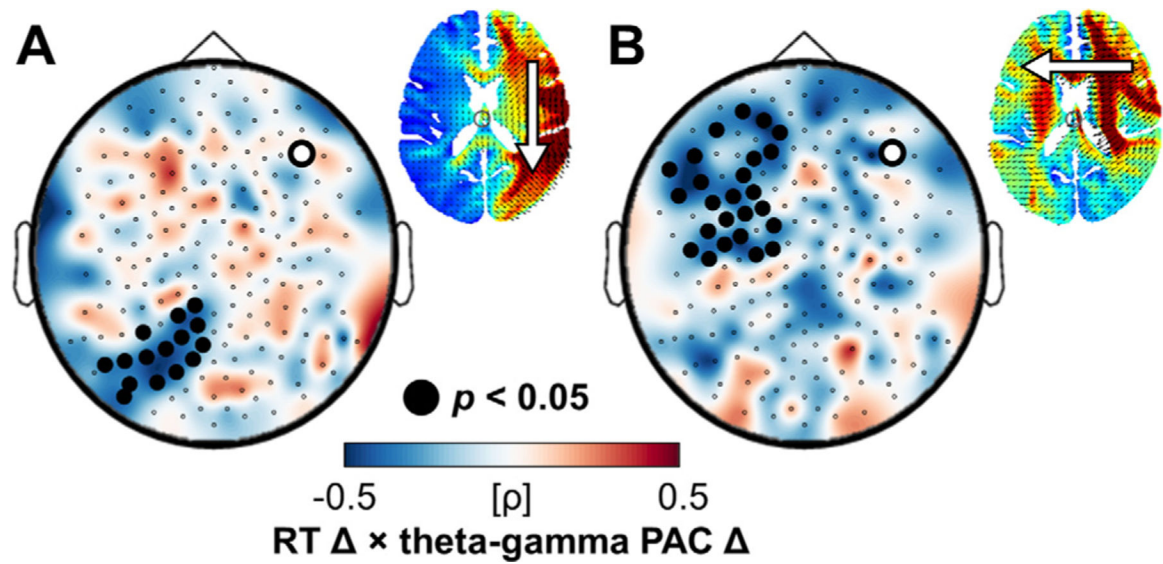 A
B
p < 0.05
-0.5 [ρ] 0.5
RT Δ × theta-gamma PAC Δ